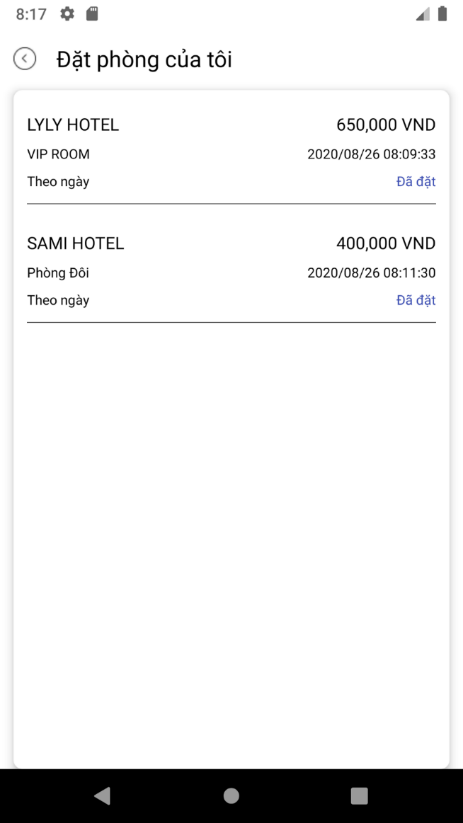 8:17
Đặt phòng của tôi
LYLY HOTEL 650,000 VND
VIP ROOM 2020/08/26 08:09:33
Theo ngày Đã đặt
SAMI HOTEL 400,000 VND
Phòng Đôi 2020/08/26 08:11:30
Theo ngày Đã đặt